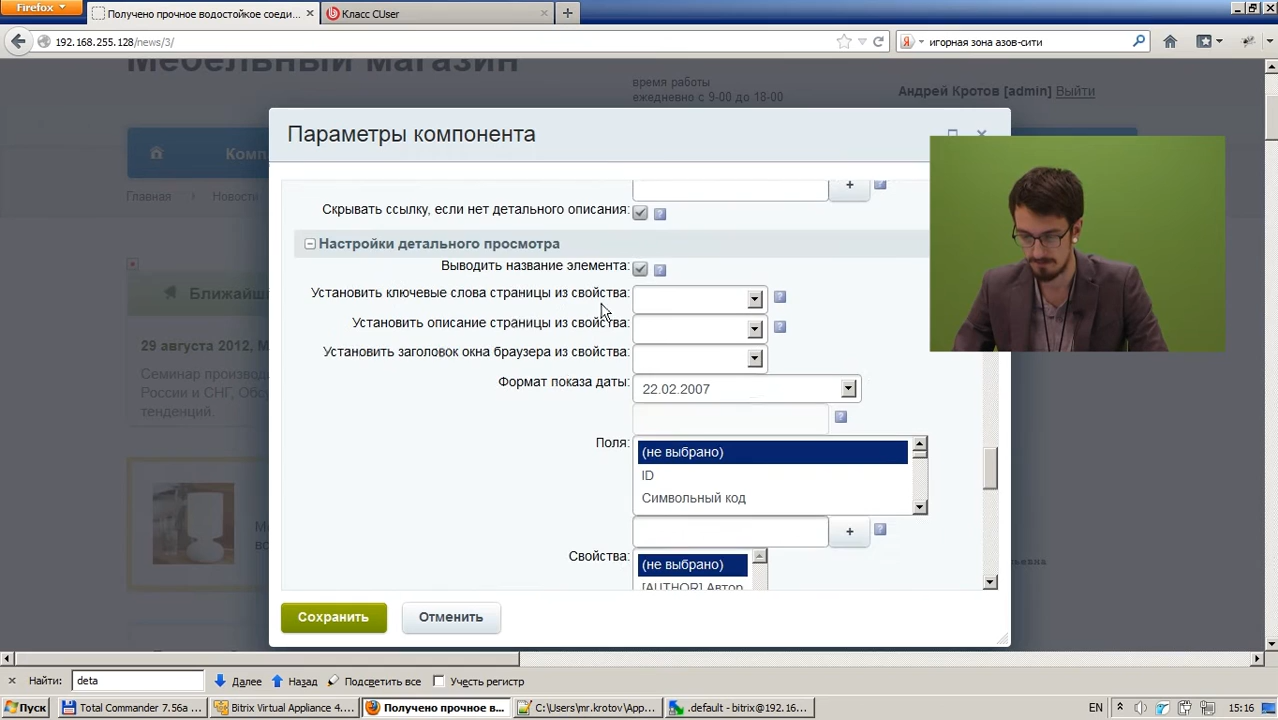 Firefox
Получено прочное водостойкое соеди...
Класс CUser
192.168.255.128/news/3/
игорная зона азов-сити
Мебельный магазин
время работы
ежедневно с 9-00 до 18-00
Андрей Кротов [admin] Выйти
Комп
Главная
Новости
Параметры компонента
Скрывать ссылку, если нет детального описания:
Настройки детального просмотра
Выводить название элемента:
Установить ключевые слова страницы из свойства:
Установить описание страницы из свойства:
Установить заголовок окна браузера из свойства:
Формат показа даты:
22.02.2007
Поля:
(не выбрано)
ID
Символьный код
+
Свойства:
(не выбрано)
[AUTHOR] Автор
Сохранить
Отменить
Ближайш
29 августа 2012, М
Семинар производи
России и СНГ, Обс
тенденций.
Найти:
deta
Далее
Назад
Подсветить все
Учесть регистр
Пуск
Total Commander 7.56a ...
Bitrix Virtual Appliance 4....
Получено прочное в...
C:\Users\mr.krotov\App...
.default - bitrix@192.16...
EN
15:16